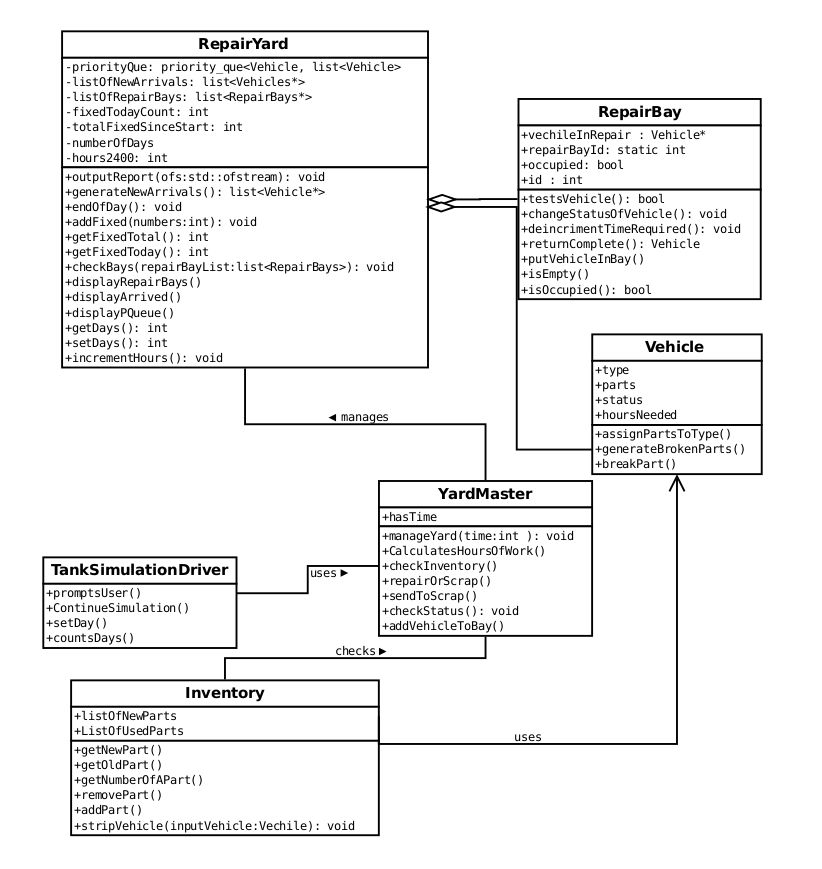 RepairYard
-priorityQue: priority_que<Vehicle, list<Vehicle>
-listOfNewArrivals: list<Vehicles*>
-listOfRepairBays: list<RepairBays*>
-fixedTodayCount: int
-totalFixedSinceStart: int
-numberOfDays
-hours2400: int
+outputReport(ofs:std::ofstream): void
+generateNewArrivals(): list<Vehicle*>
+endOfDay(): void
+addFixed(numbers:int): void
+getFixedTotal(): int
+getFixedToday(): int
+checkBays(repairBayList:list<RepairBays>): void
+displayRepairBays()
+displayArrived()
+displayPQueue()
+getDays(): int
+setDays(): int
+incrementHours(): void
RepairBay
+vechileInRepair : Vehicle*
+repairBayId: static int
+occupied: bool
+id : int
+testsVehicle(): bool
+changeStatusOfVehicle(): void
+deincrimentTimeRequired(): void
+returnComplete(): Vehicle
+putVehicleInBay()
+isEmpty()
+isOccupied(): bool
Vehicle
+type
+parts
+status
+hoursNeeded
+assignPartsToType()
+generateBrokenParts()
+breakPart()
◄ manages
YardMaster
+hasTime
+manageYard(time:int ): void
+CalculatesHoursOfWork()
+checkInventory()
+repairOrScrap()
+sendToScrap()
+checkStatus(): void
+addVehicleToBay()
TankSimulationDriver
+promptsUser()
+ContinueSimulation()
+setDay()
+countsDays()
uses ►
checks ►
Inventory
+listOfNewParts
+ListOfUsedParts
+getNewPart()
+getOldPart()
+getNumberOfAPart()
+removePart()
+addPart()
+stripVehicle(inputVehicle:Vechile): void
uses